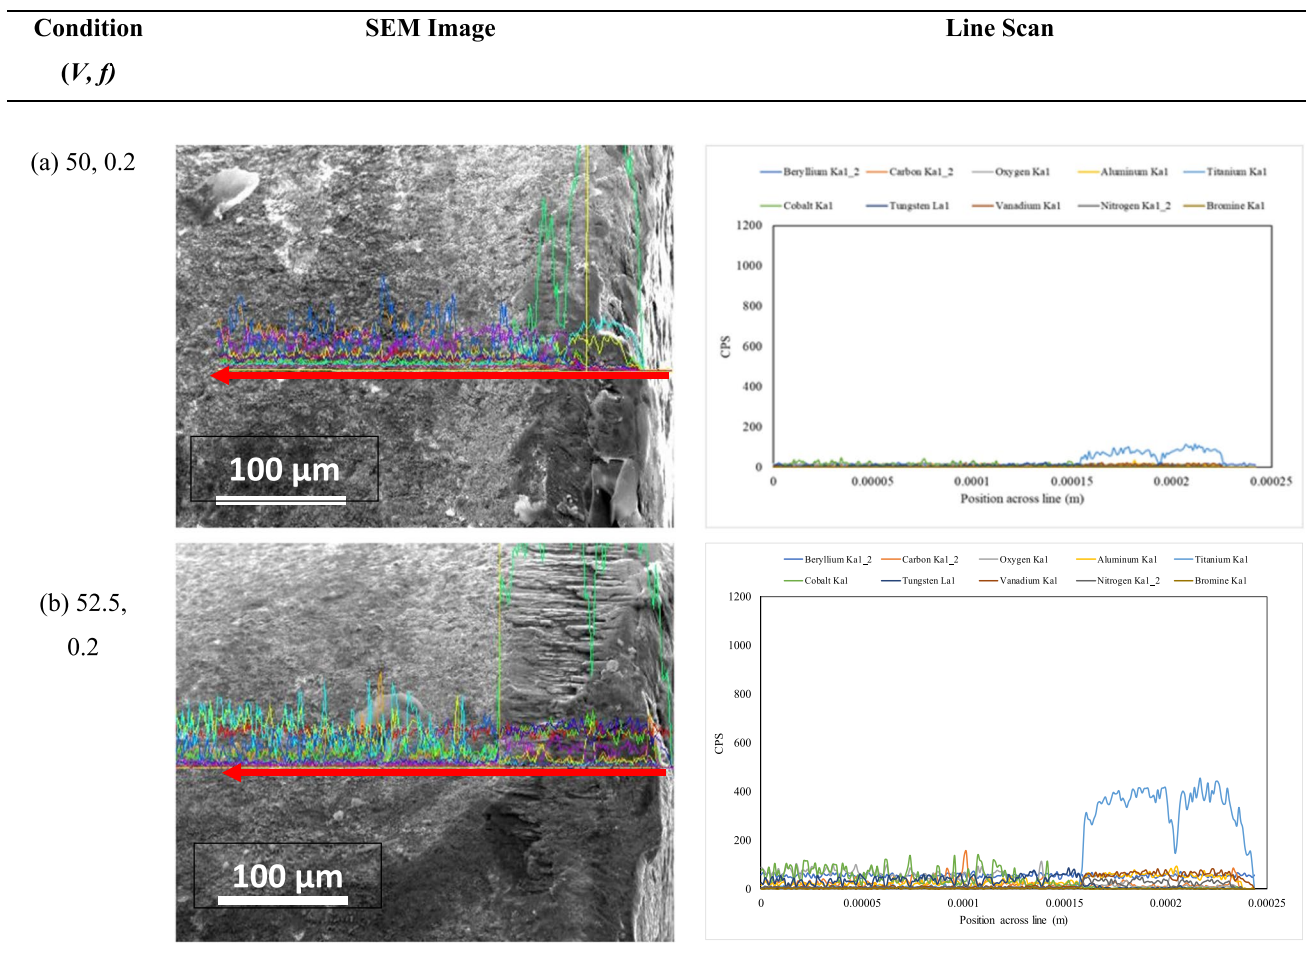 Condition SEM Image Line Scan
(V, f)
(a) 50, 0.2
100 µm
Beryllium Ka1_2 Carbon Ka1_2 Oxygen Ka1 Aluminum Ka1 Titanium Ka1
Cobalt Ka1 Tungsten La1 Vanadium Ka1 Nitrogen Ka1_2 Bromine Ka1
1200
1000
800
600
400
200
0
CPS
0 0.00005 0.0001 0.00015 0.0002 0.00025
Position across line (m)
(b) 52.5,
0.2
100 µm
Beryllium Ka1_2 Carbon Ka1_2 Oxygen Ka1 Aluminum Ka1 Titanium Ka1
Cobalt Ka1 Tungsten La1 Vanadium Ka1 Nitrogen Ka1_2 Bromine Ka1
1200
1000
800
600
400
200
0
CPS
0 0.00005 0.0001 0.00015 0.0002 0.00025
Position across line (m)